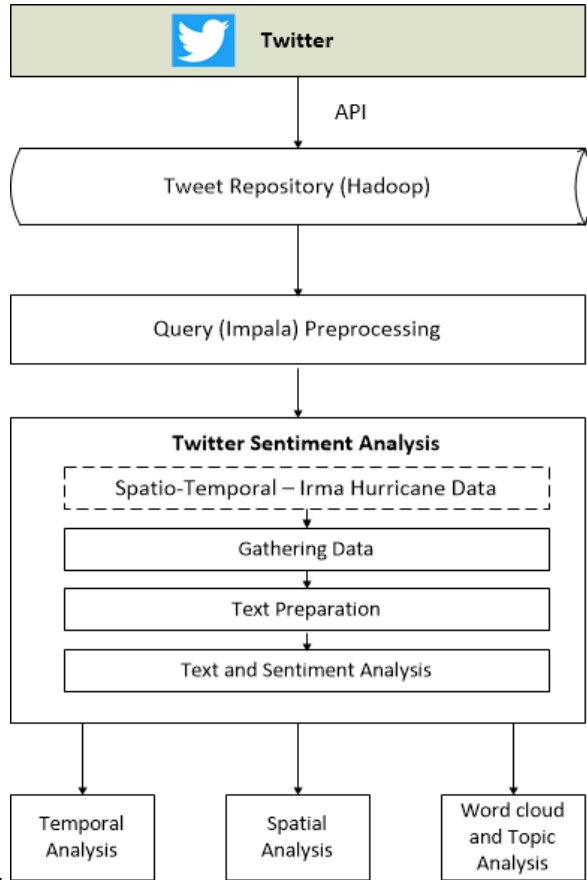 Twitter
API
Tweet Repository (Hadoop)
Query (Impala) Preprocessing
Twitter Sentiment Analysis
Spatio-Temporal – Irma Hurricane Data
Gathering Data
Text Preparation
Text and Sentiment Analysis
Temporal
Analysis
Spatial
Analysis
Word cloud
and Topic
Analysis